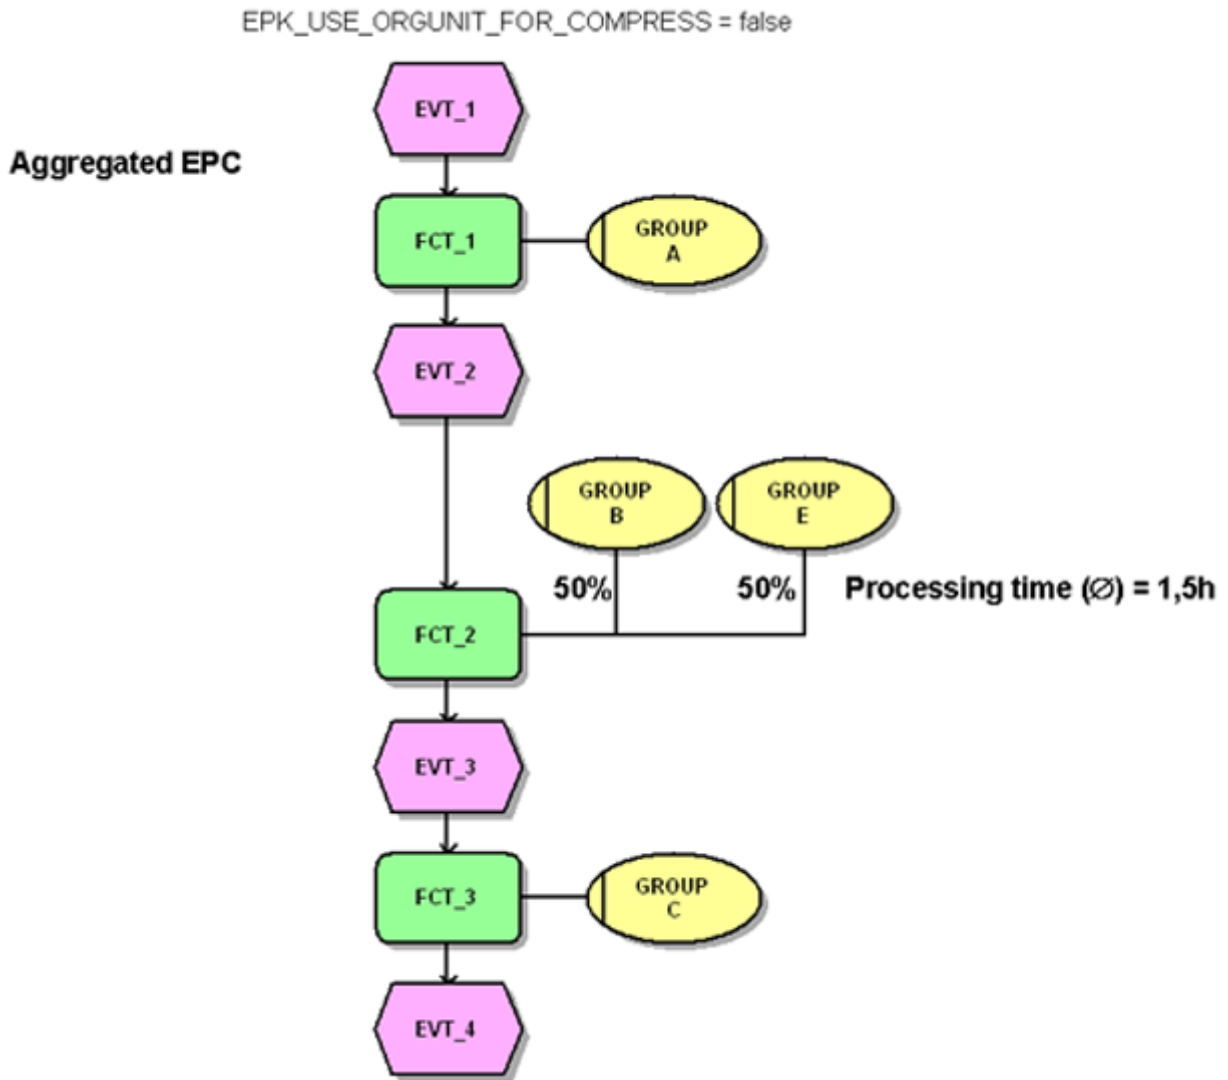 EPK_USE_ORGUNIT_FOR_COMPRESS = false
EVT_1
Aggregated EPC
FCT_1
GROUP
A
EVT_2
GROUP
B
GROUP
E
50%
50%
Processing time (∅) = 1,5h
FCT_2
EVT_3
FCT_3
GROUP
C
EVT_4